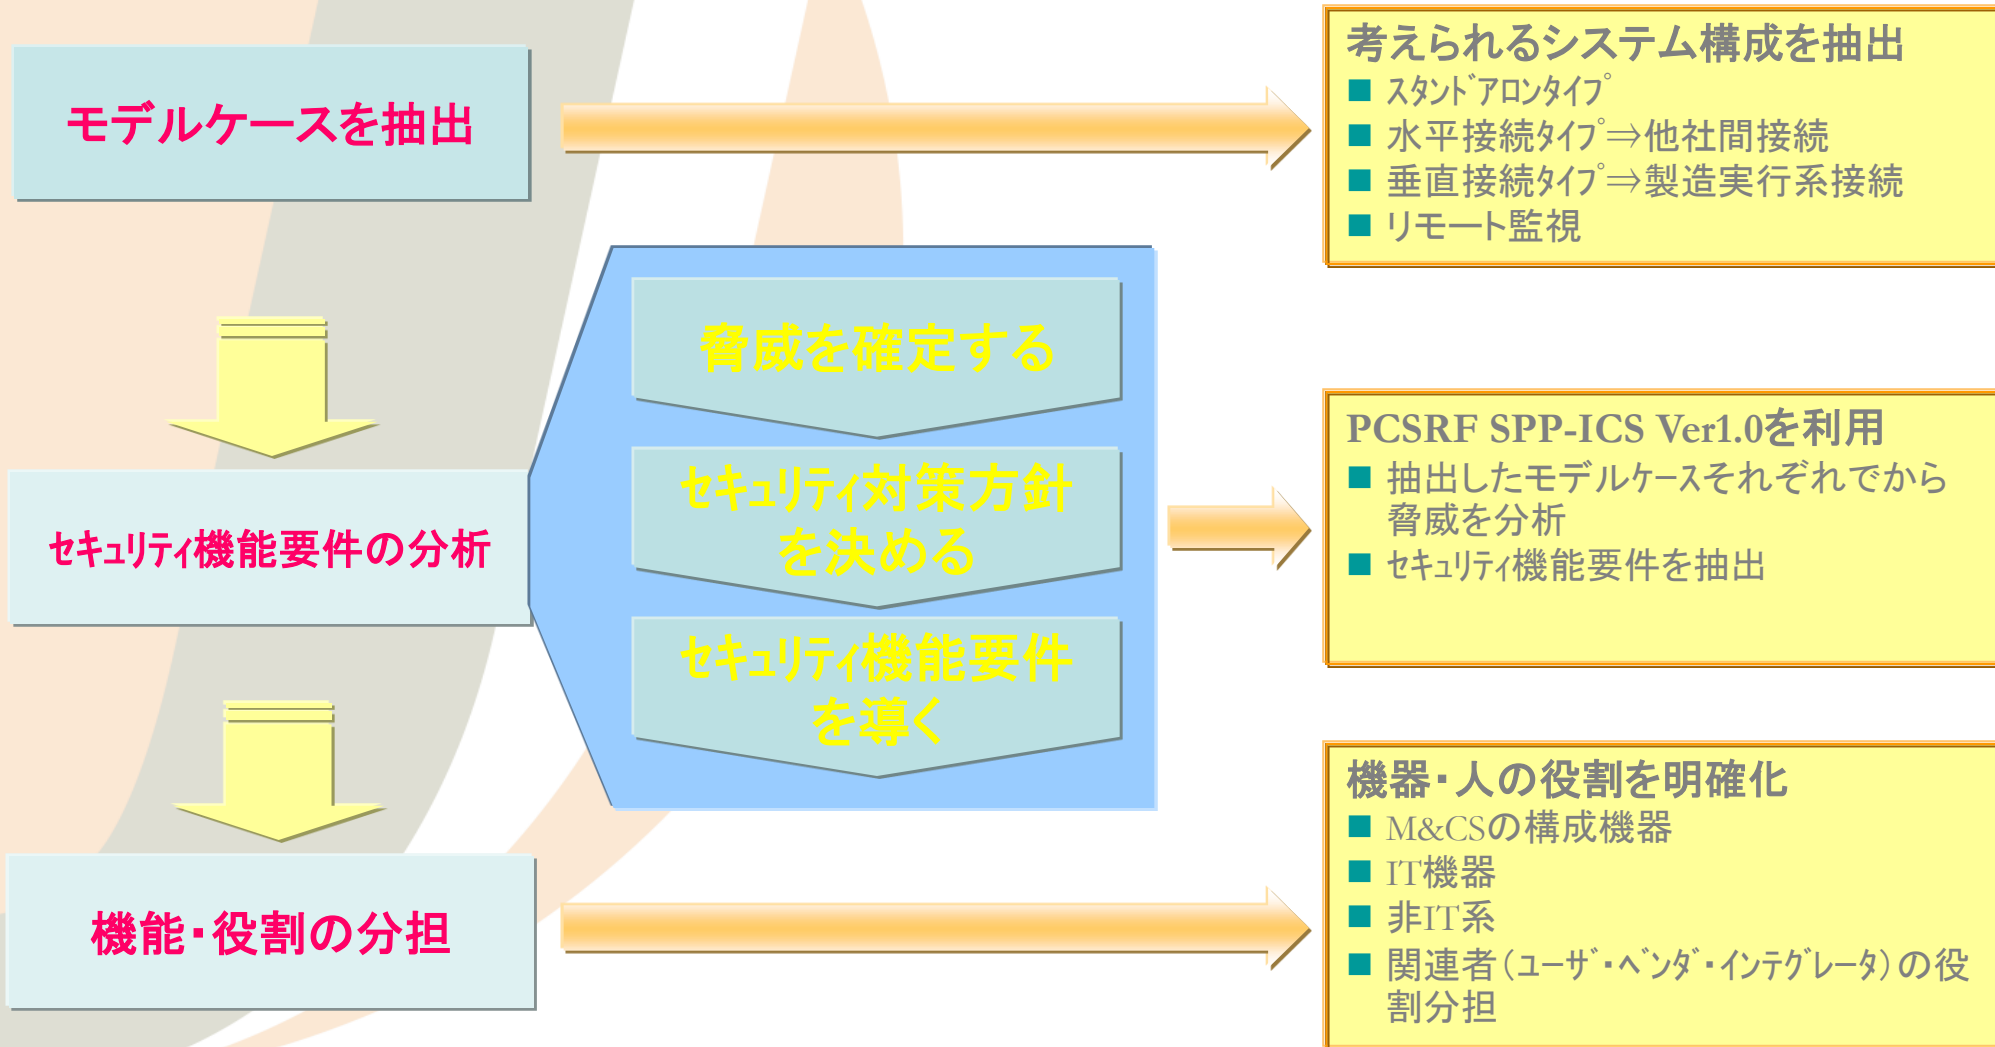 モデルケースを抽出
考えられるシステム構成を抽出
■ ｽﾀﾝﾄﾞｱﾛﾝﾀｲﾌﾟ
■ 水平接続ﾀｲﾌﾟ⇒他社間接続
■ 垂直接続ﾀｲﾌﾟ⇒製造実行系接続
■ リモート監視
セキュリティ機能要件の分析
脅威を確定する
セキュリティ対策方針
を決める
セキュリティ機能要件
を導く
PCSRF SPP-ICS Ver1.0を利用
■ 抽出したモデルケースそれぞれでから
脅威を分析
■ セキュリティ機能要件を抽出
機能・役割の分担
機器・人の役割を明確化
■ M&CSの構成機器
■ IT機器
■ 非IT系
■ 関連者（ﾕｰｻﾞ・ﾍﾞﾝﾀﾞ・ｲﾝﾃｸﾞﾚｰﾀ）の役
割分担